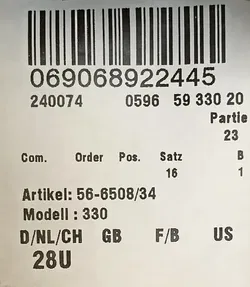 069068922445
240074 0596 59 330 20
Partie
23
Com. Order Pos. Satz B
16 1
Artikel: 56-6508/34
Modell : 330
D/NL/CH GB F/B US
28U